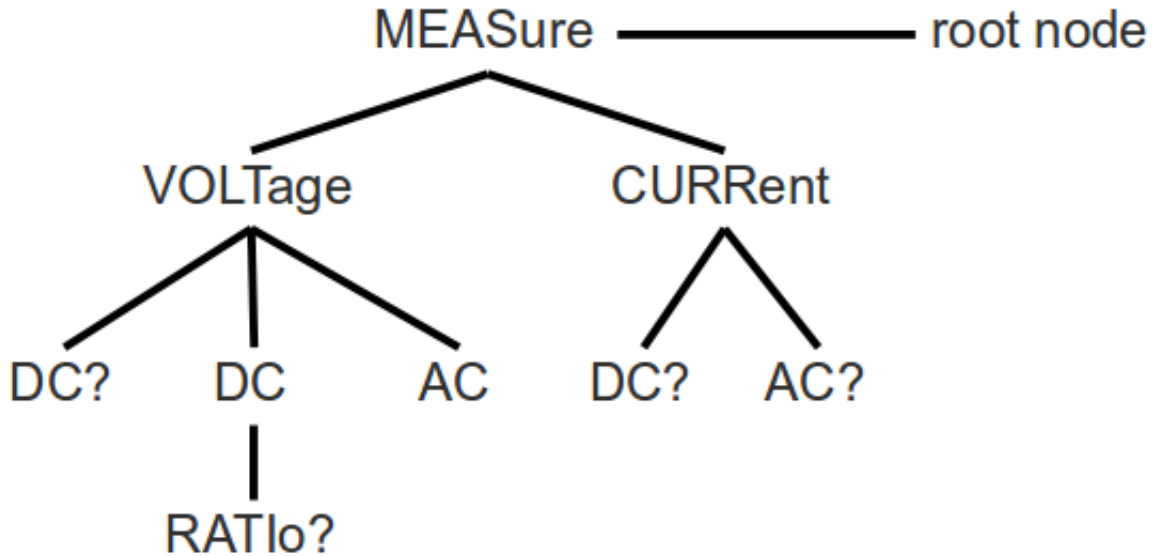 MEASure root node
VOLTage CURRent
DC? DC AC DC? AC?
RATIo?